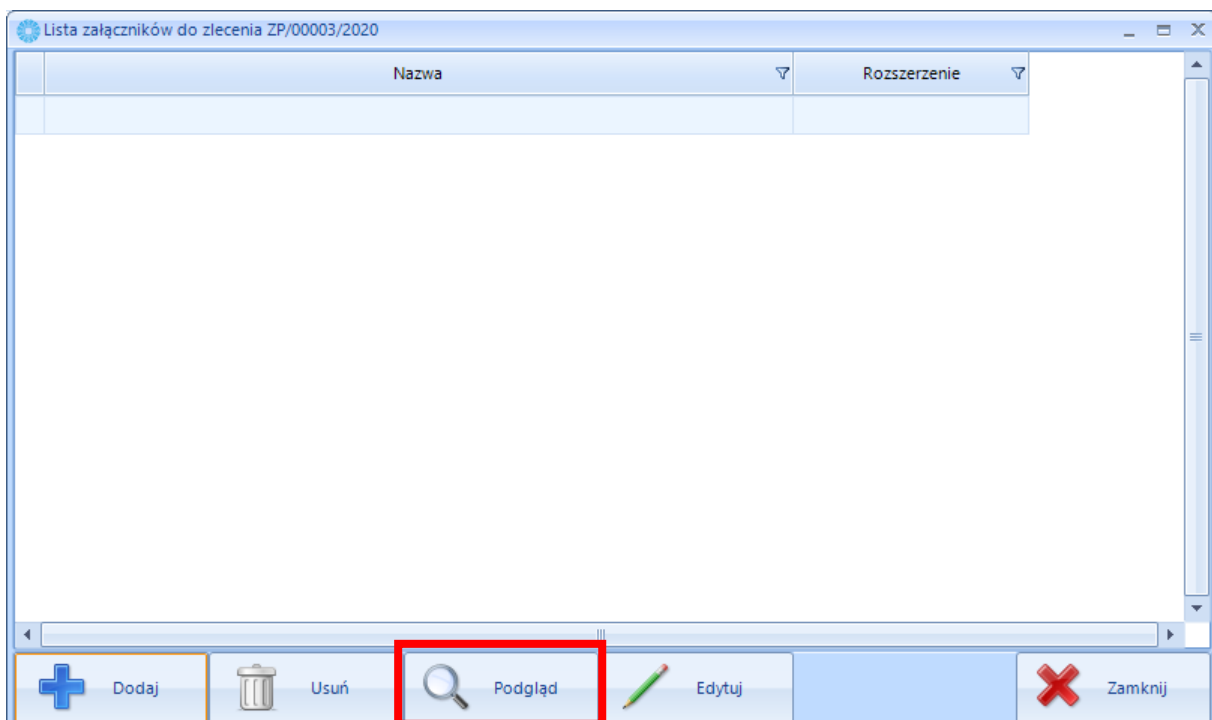 Lista załączników do zlecenia ZP/00003/2020
Nazwa Rozszerzenie
Dodaj Usuń Podgląd Edytuj Zamknij